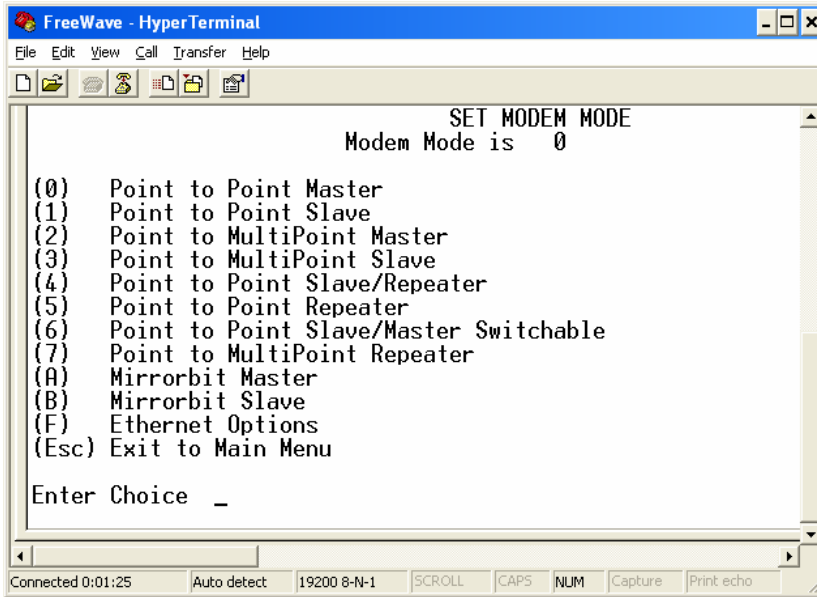 FreeWave - HyperTerminal
File Edit View Call Transfer Help
SET MODEM MODE
Modem Mode is 0
(0) Point to Point Master
(1) Point to Point Slave
(2) Point to MultiPoint Master
(3) Point to MultiPoint Slave
(4) Point to Point Slave/Repeater
(5) Point to Point Repeater
(6) Point to Point Slave/Master Switchable
(7) Point to MultiPoint Repeater
(A) Mirrorbit Master
(B) Mirrorbit Slave
(F) Ethernet Options
(Esc) Exit to Main Menu
Enter Choice _
Connected 0:01:25 Auto detect 19200 8-N-1 SCROLL CAPS NUM Capture Print echo